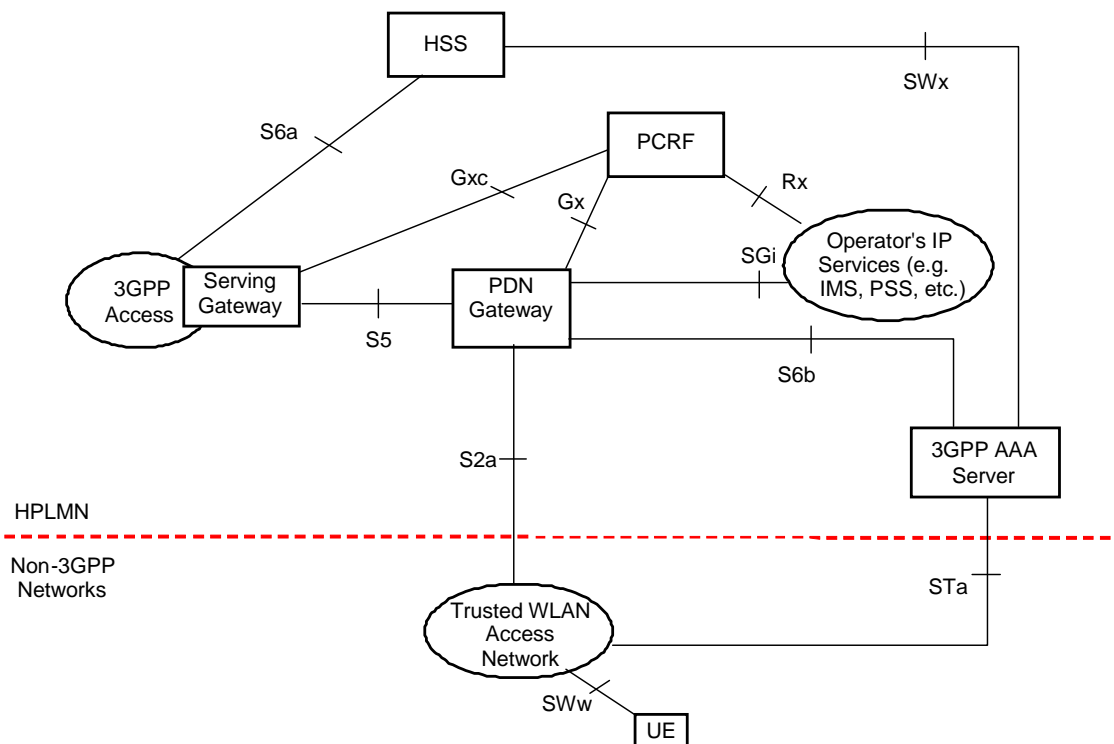 HSS
SWx
S6a
PCRF
Gxc
Rx
Gx
Operator's IP
Services (e.g.
IMS, PSS, etc.)
SGi
3GPP
Access
Serving
Gateway
PDN
Gateway
S5
S6b
S2a
3GPP AAA
Server
HPLMN
Non-3GPP
Networks
STa
Trusted WLAN
Access
Network
SWw
UE